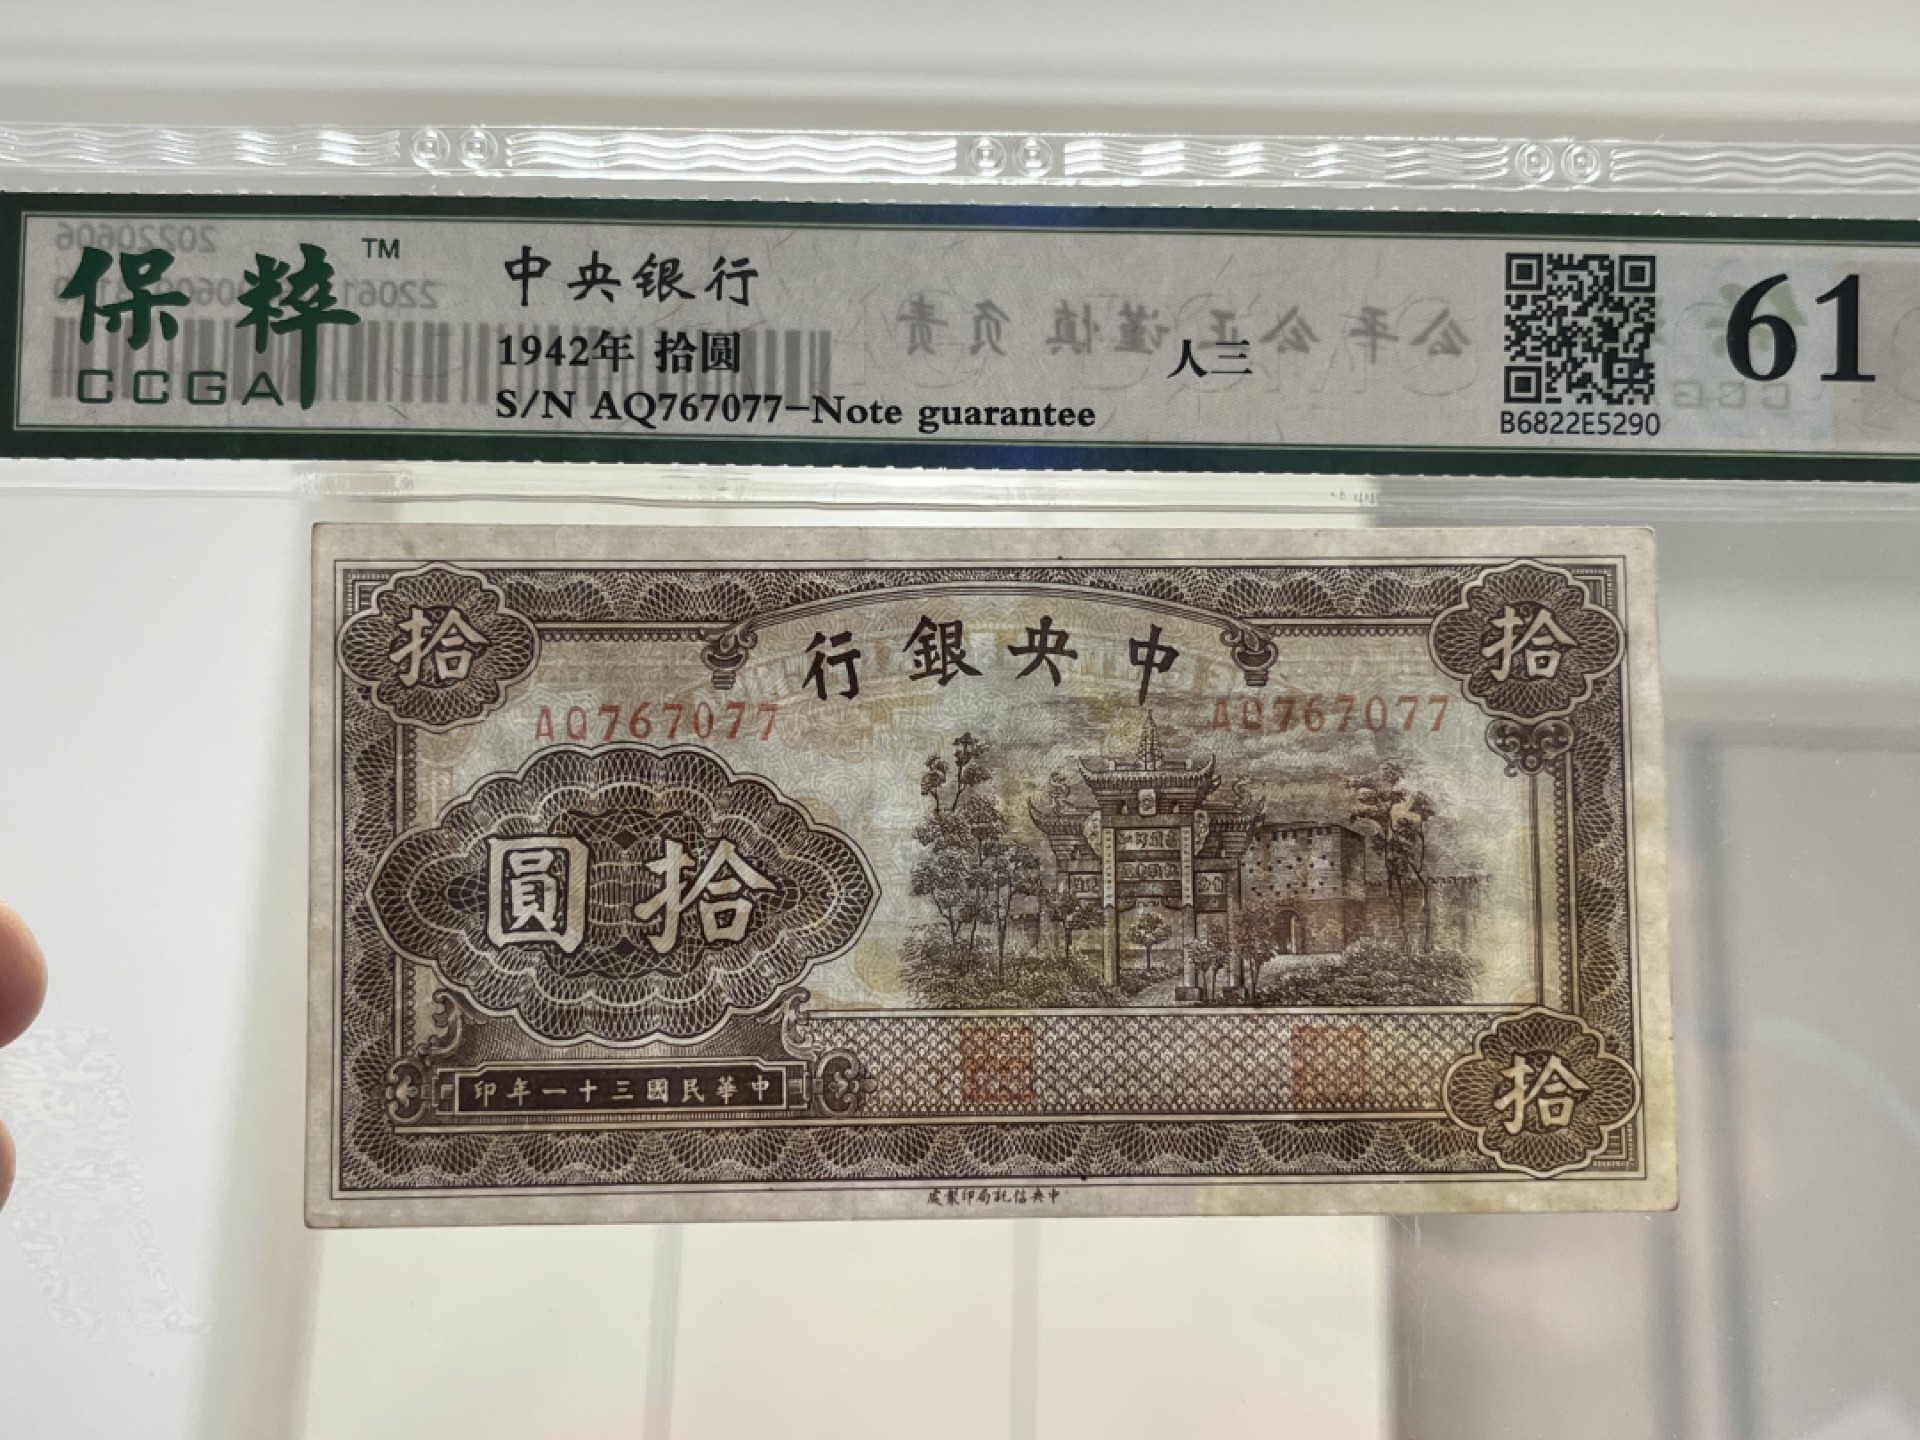 保粹™
CCGA
中央银行
1942年 拾圆
人三
S/N AQ767077-Note guarantee
B6822E5290
61
20220606
公平公正谨慎负责
拾
行銀央中
拾
AQ767077
AQ767077
圓拾
印年一十三國民華中
拾
處製印局託信央中